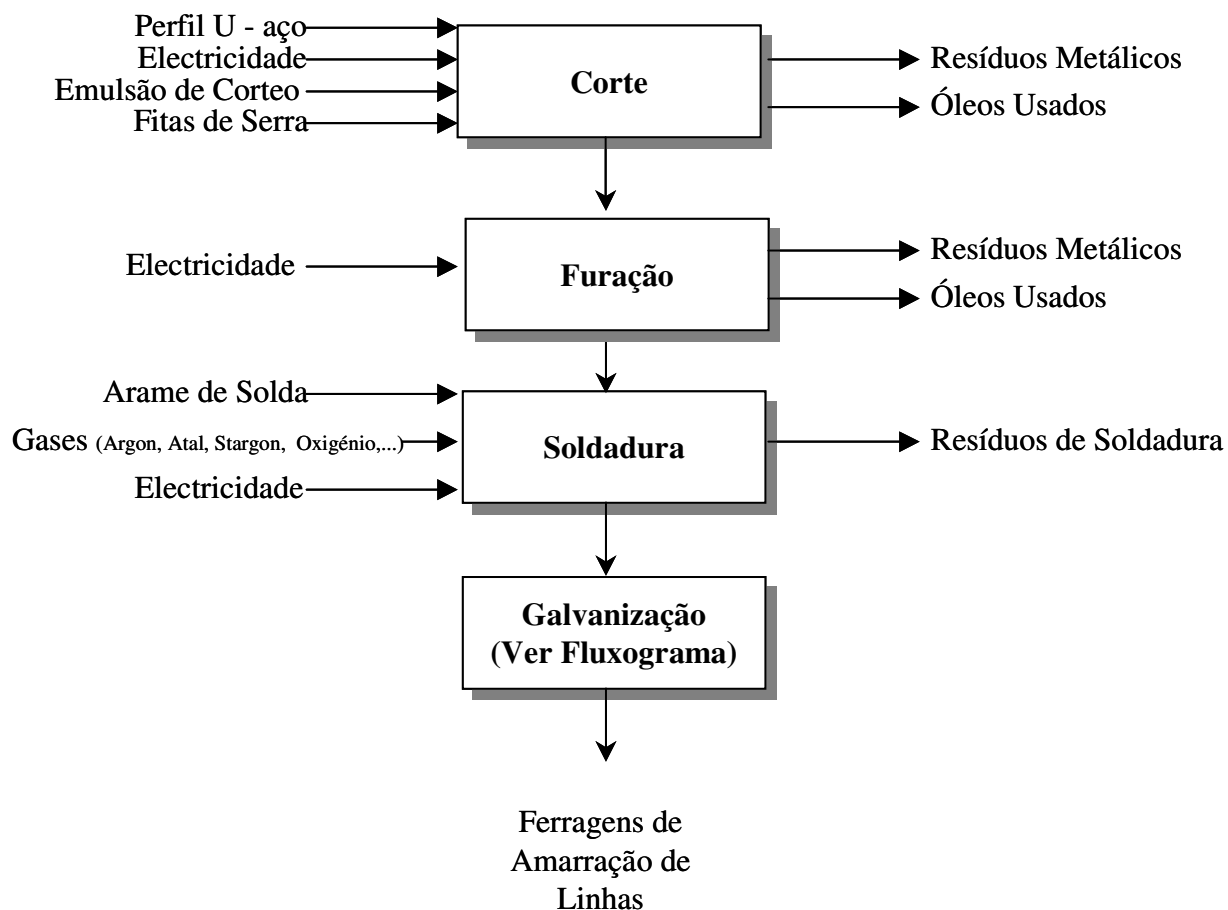 Perfil U - aço
Electricidade
Emulsão de Corteo
Fitas de Serra
Corte
Resíduos Metálicos
Óleos Usados
Electricidade
Furação
Resíduos Metálicos
Óleos Usados
Arame de Solda
Gases (Argon, Atal, Stargon, Oxigénio,...)
Electricidade
Soldadura
Resíduos de Soldadura
Galvanização
(Ver Fluxograma)
Ferragens de
Amarração de
Linhas